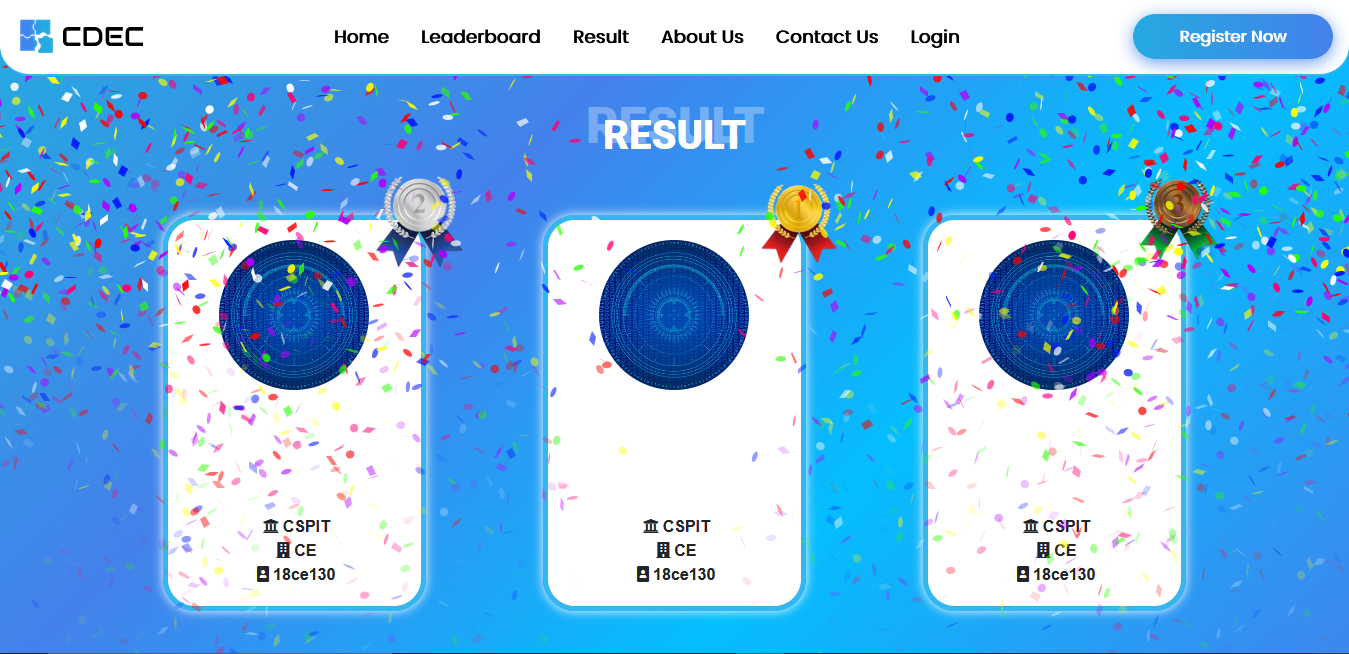 CDEC
Home Leaderboard Result About Us Contact Us Login
Register Now
RESULT
RESULT
2
CSPIT
CE
18ce130
1
CSPIT
CE
18ce130
3
CSPIT
CE
18ce130